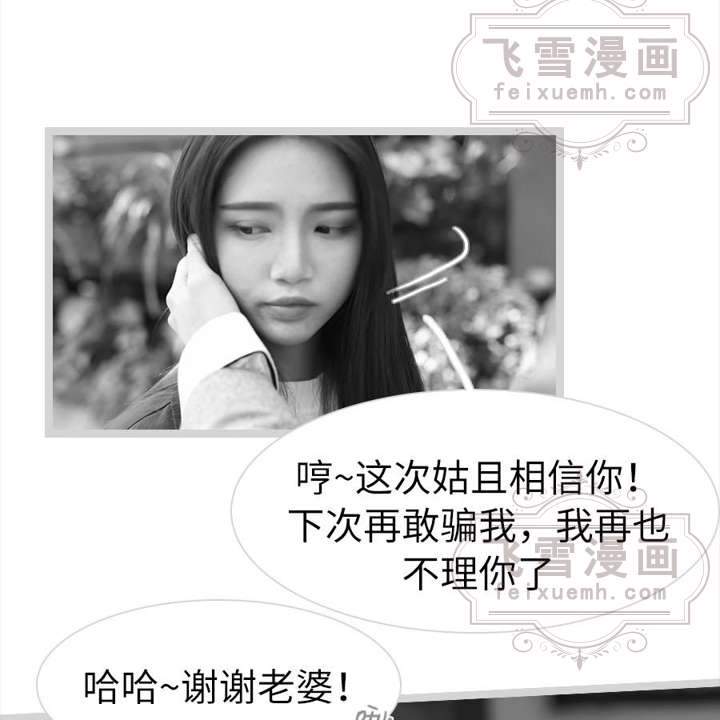 飞雪漫画
feixuemh.com
哼~这次姑且相信你！
下次再敢骗我，我再也
不理你了
飞雪漫画
feixuemh.com
哈哈~谢谢老婆！